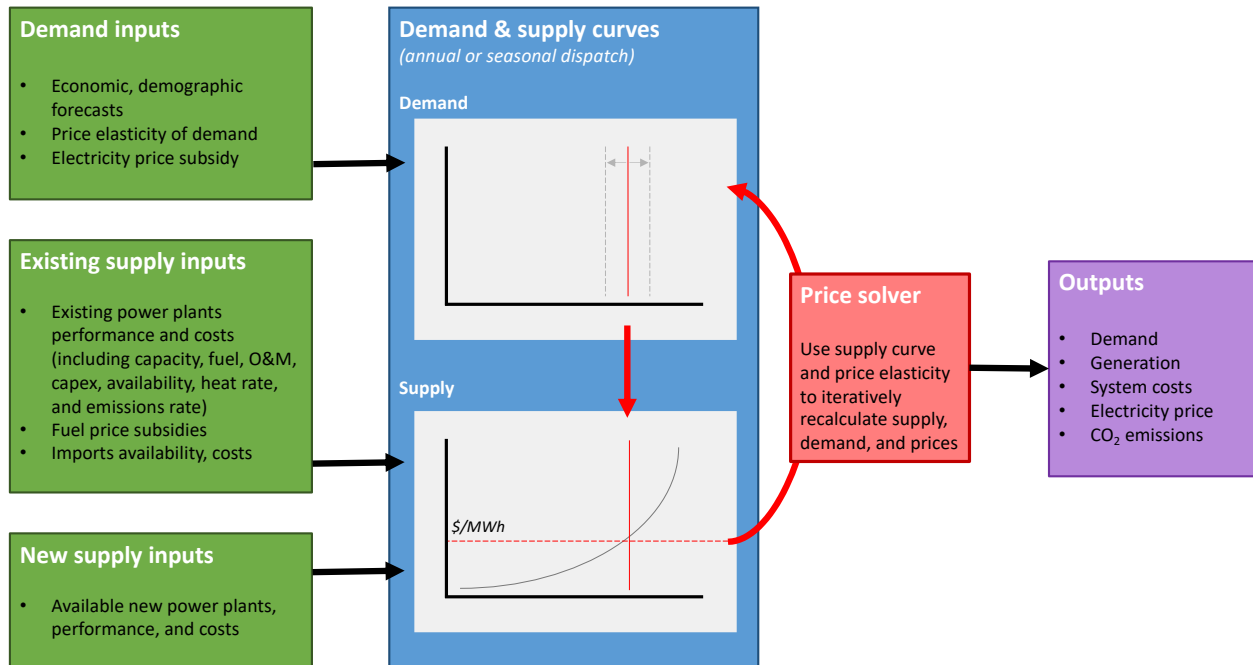 Demand inputs
• Economic, demographic
forecasts
• Price elasticity of demand
• Electricity price subsidy
Existing supply inputs
• Existing power plants
performance and costs
(including capacity, fuel, O&M,
capex, availability, heat rate,
and emissions rate)
• Fuel price subsidies
• Imports availability, costs
New supply inputs
• Available new power plants,
performance, and costs
Demand & supply curves
(annual or seasonal dispatch)
Demand
Supply
$/MWh
Price solver
Use supply curve
and price elasticity
to iteratively
recalculate supply,
demand, and prices
Outputs
• Demand
• Generation
• System costs
• Electricity price
• CO₂ emissions